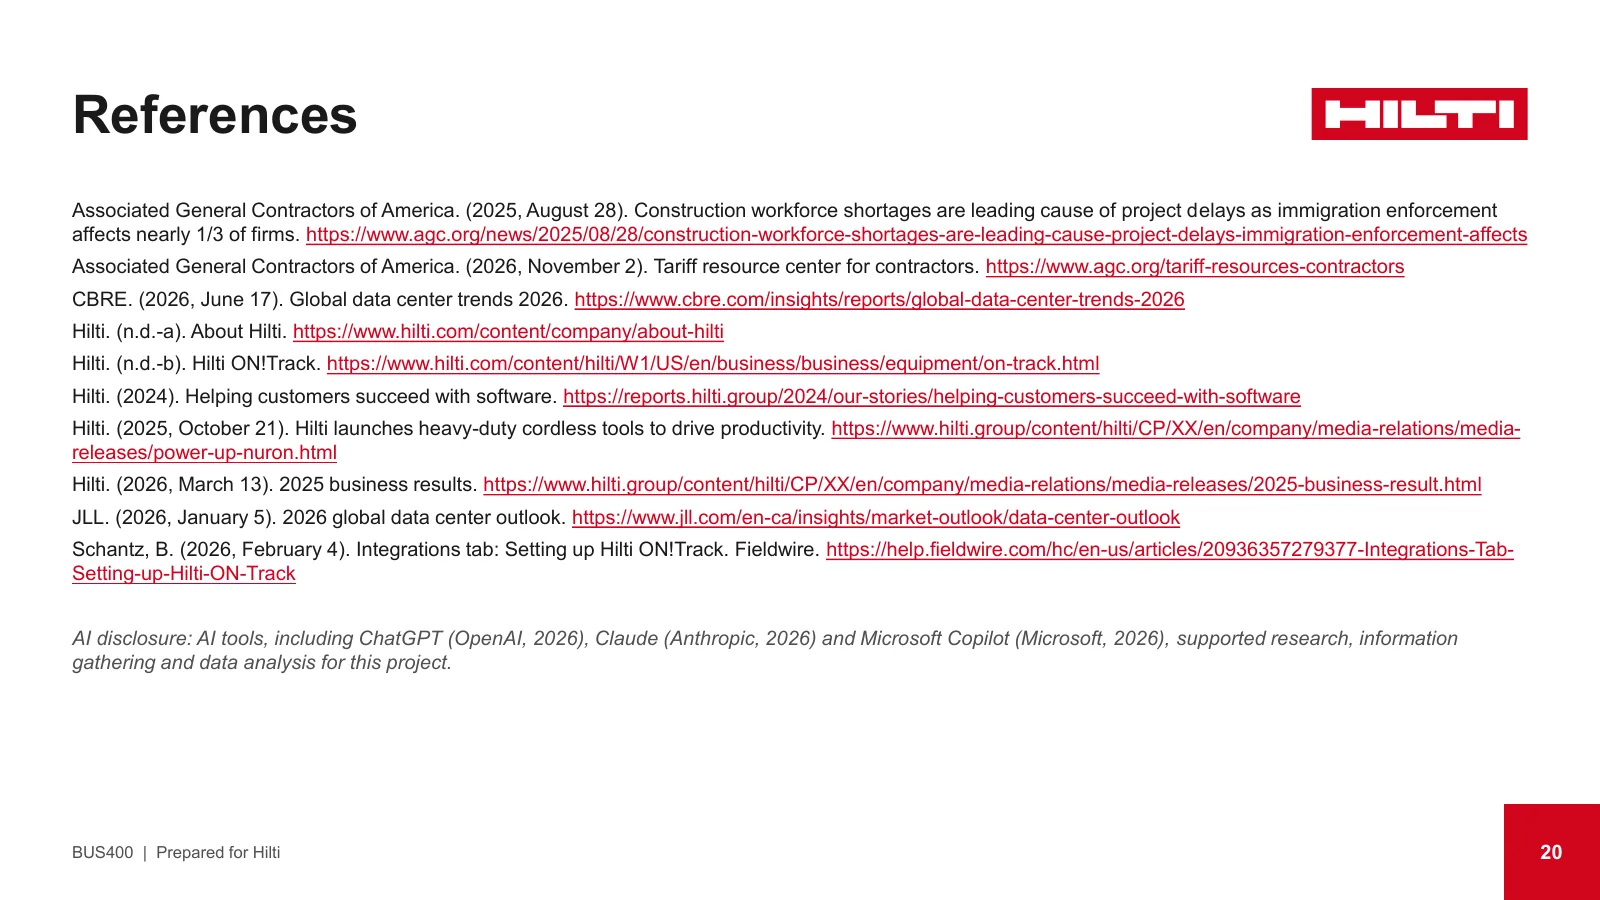 References
HILTI
Associated General Contractors of America. (2025, August 28). Construction workforce shortages are leading cause of project delays as immigration enforcement
affects nearly 1/3 of firms. https://www.agc.org/news/2025/08/28/construction-workforce-shortages-are-leading-cause-project-delays-immigration-enforcement-affects
Associated General Contractors of America. (2026, November 2). Tariff resource center for contractors. https://www.agc.org/tariff-resources-contractors
CBRE. (2026, June 17). Global data center trends 2026. https://www.cbre.com/insights/reports/global-data-center-trends-2026
Hilti. (n.d.-a). About Hilti. https://www.hilti.com/content/company/about-hilti
Hilti. (n.d.-b). Hilti ON!Track. https://www.hilti.com/content/hilti/W1/US/en/business/business/equipment/on-track.html
Hilti. (2024). Helping customers succeed with software. https://reports.hilti.group/2024/our-stories/helping-customers-succeed-with-software
Hilti. (2025, October 21). Hilti launches heavy-duty cordless tools to drive productivity. https://www.hilti.group/content/hilti/CP/XX/en/company/media-relations/media-
releases/power-up-nuron.html
Hilti. (2026, March 13). 2025 business results. https://www.hilti.group/content/hilti/CP/XX/en/company/media-relations/media-releases/2025-business-result.html
JLL. (2026, January 5). 2026 global data center outlook. https://www.jll.com/en-ca/insights/market-outlook/data-center-outlook
Schantz, B. (2026, February 4). Integrations tab: Setting up Hilti ON!Track. Fieldwire. https://help.fieldwire.com/hc/en-us/articles/20936357279377-Integrations-Tab-
Setting-up-Hilti-ON-Track
AI disclosure: AI tools, including ChatGPT (OpenAI, 2026), Claude (Anthropic, 2026) and Microsoft Copilot (Microsoft, 2026), supported research, information
gathering and data analysis for this project.
BUS400 | Prepared for Hilti
20